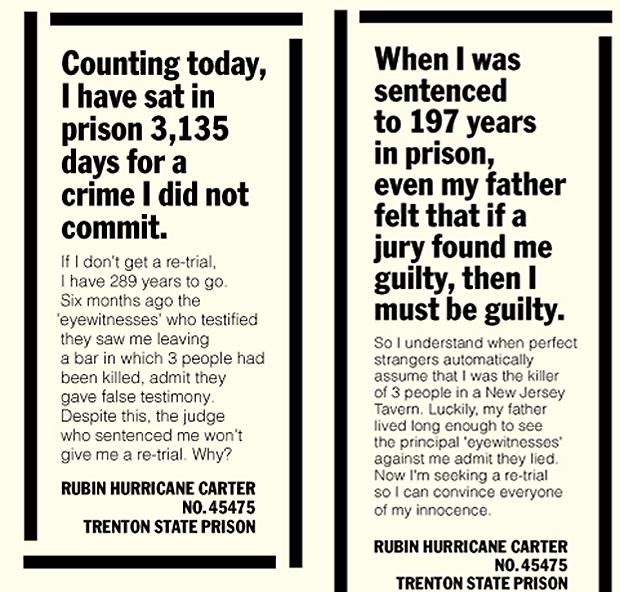 Counting today,
I have sat in
prison 3,135
days for a
crime I did not
commit.
If I don't get a re-trial,
I have 289 years to go.
Six months ago the
'eyewitnesses' who testified
they saw me leaving
a bar in which 3 people had
been killed, admit they
gave false testimony.
Despite this, the judge
who sentenced me won't
give me a re-trial. Why?
RUBIN HURRICANE CARTER
NO. 45475
TRENTON STATE PRISON
When I was
sentenced
to 197 years
in prison,
even my father
felt that if a
jury found me
guilty, then I
must be guilty.
So I understand when perfect
strangers automatically
assume that I was the killer
of 3 people in a New Jersey
Tavern. Luckily, my father
lived long enough to see
the principal 'eyewitnesses'
against me admit they lied.
Now I'm seeking a re-trial
so I can convince everyone
of my innocence.
RUBIN HURRICANE CARTER
NO. 45475
TRENTON STATE PRISON